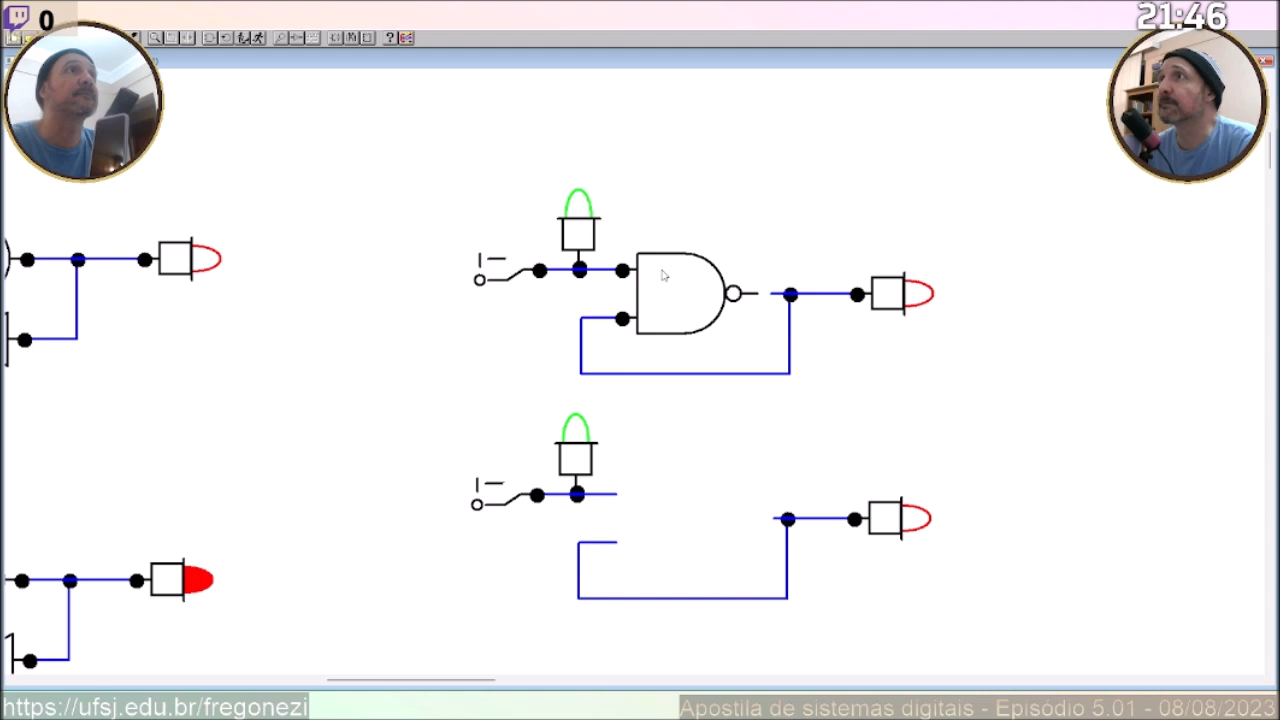 0
21:46
https://ufsj.edu.br/fregonezi
Apostila de sistemas digitais - Episódio 5.01 - 08/08/2023